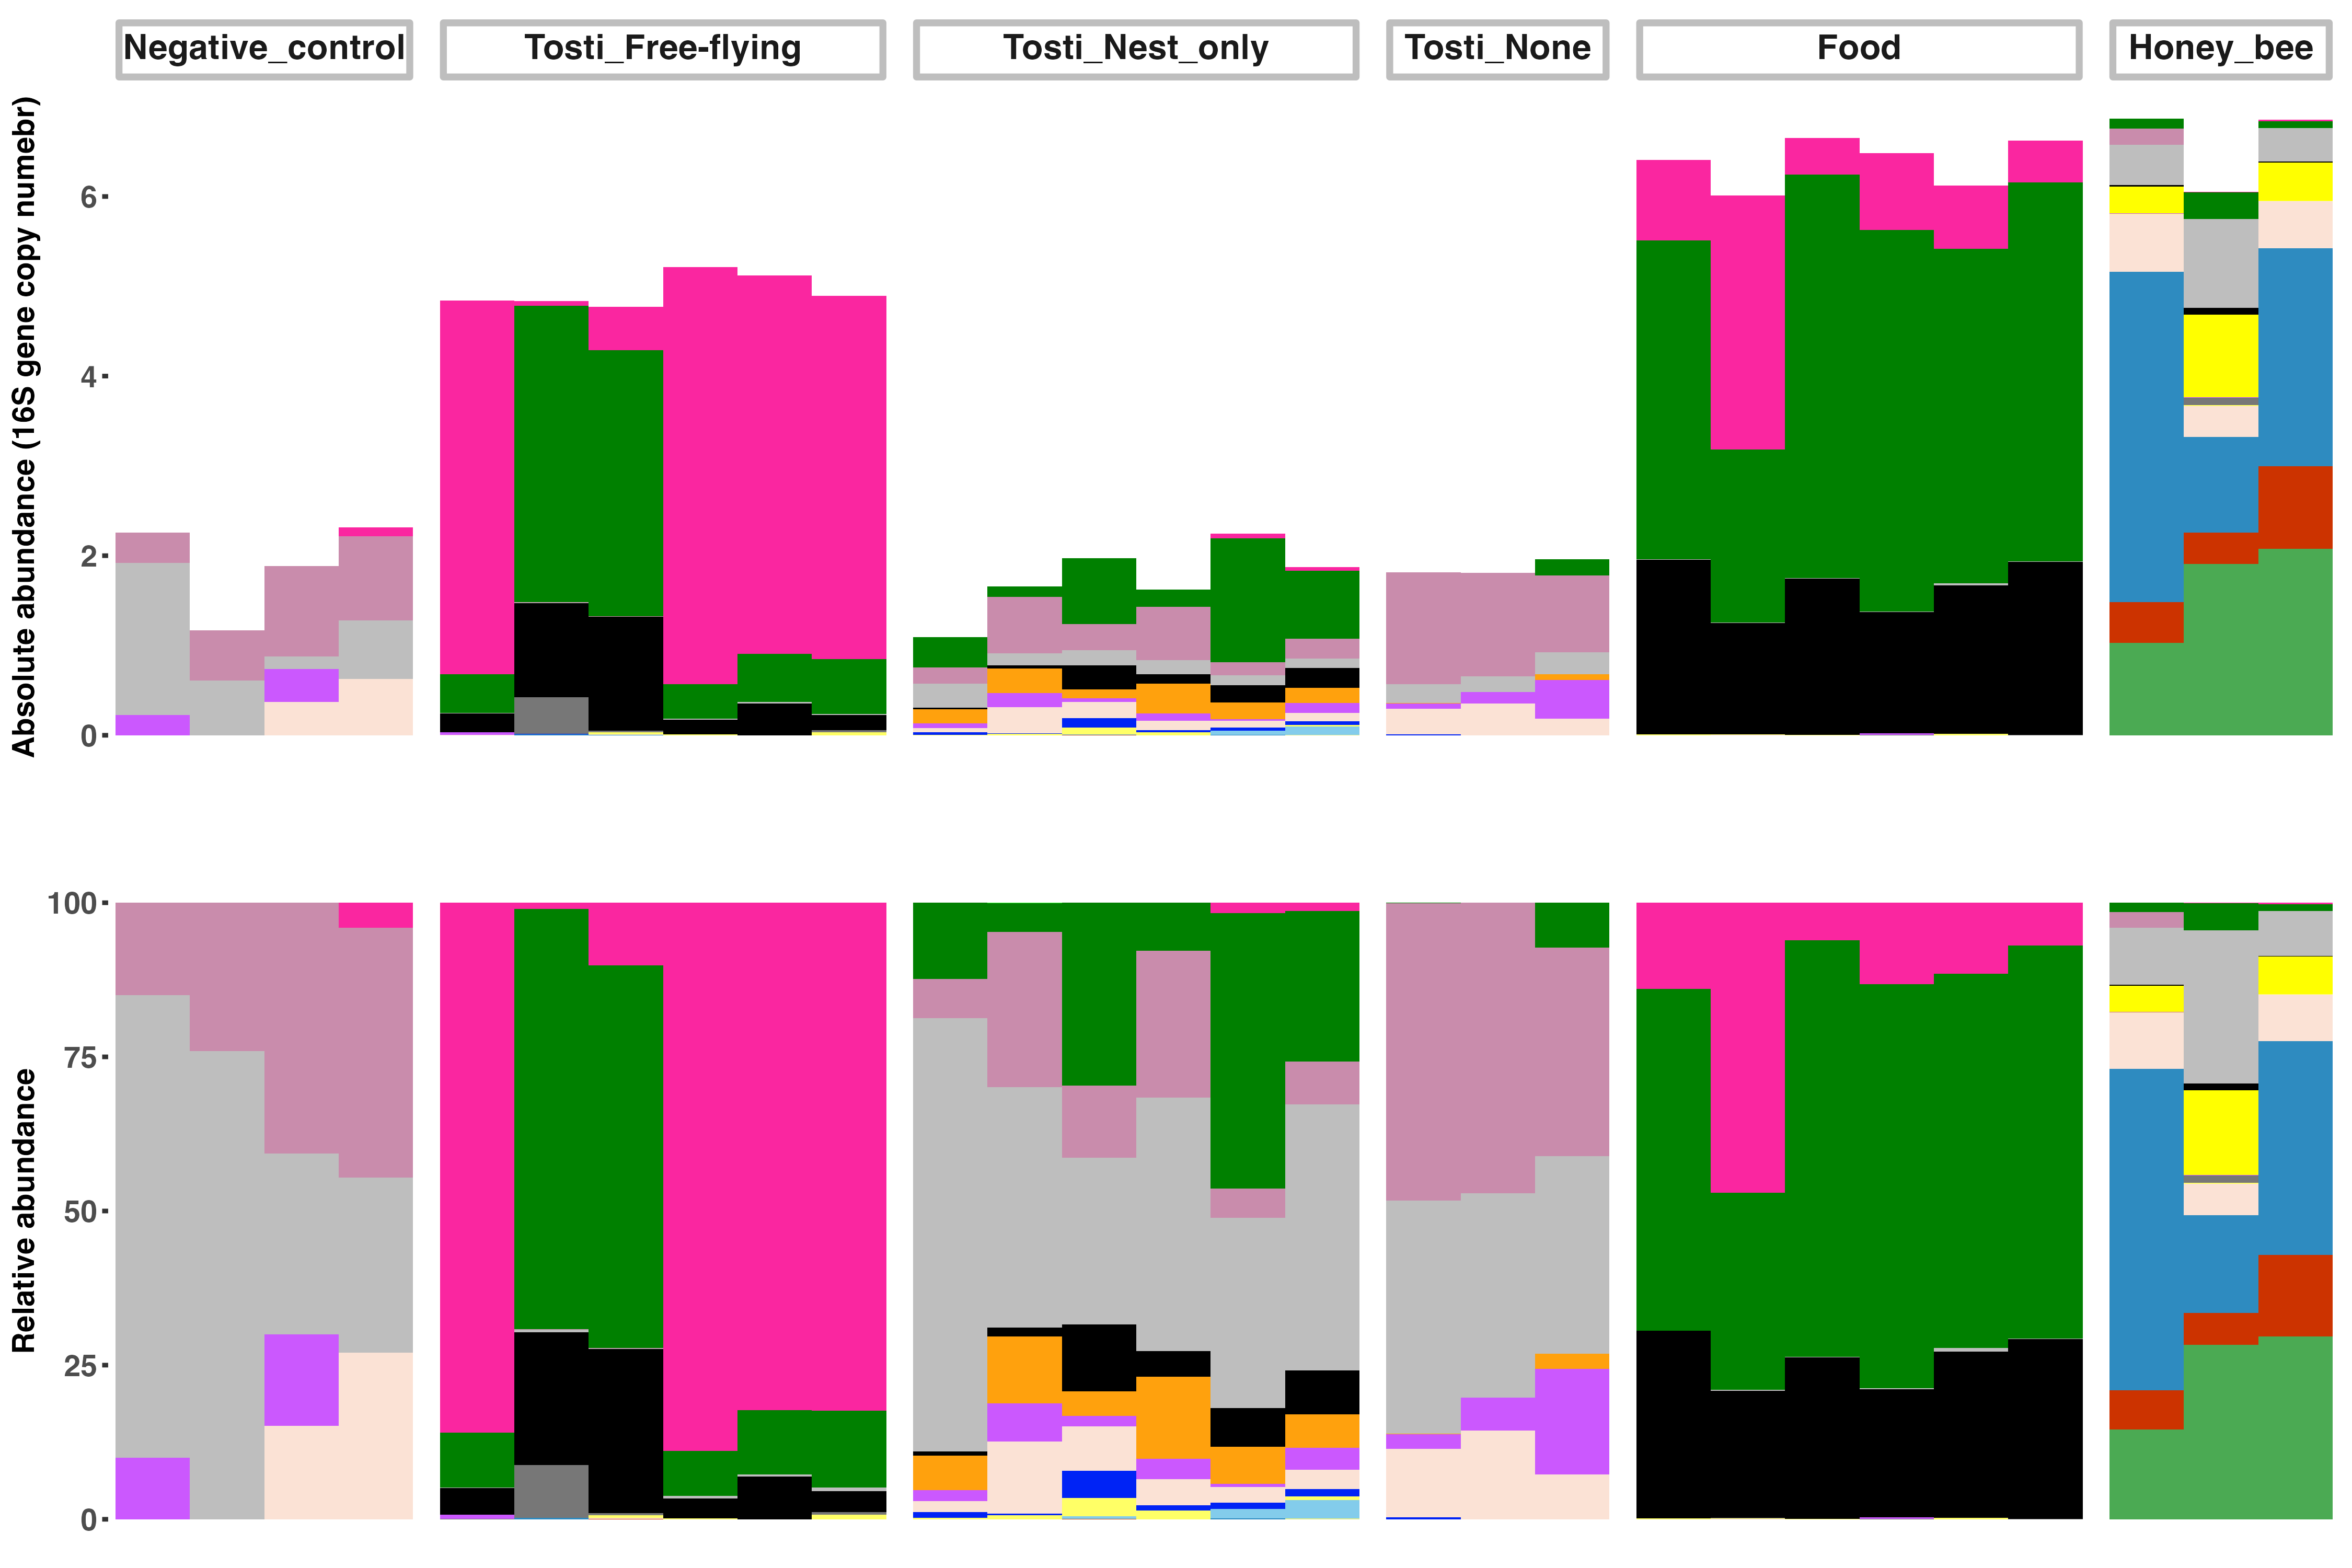 Negative_control
Tosti_Free-flying
Tosti_Nest_only
Tosti_None
Food
Honey_bee
Absolute abundance (16S gene copy numebr)
6
4
2
0
Relative abundance
100
75
50
25
0